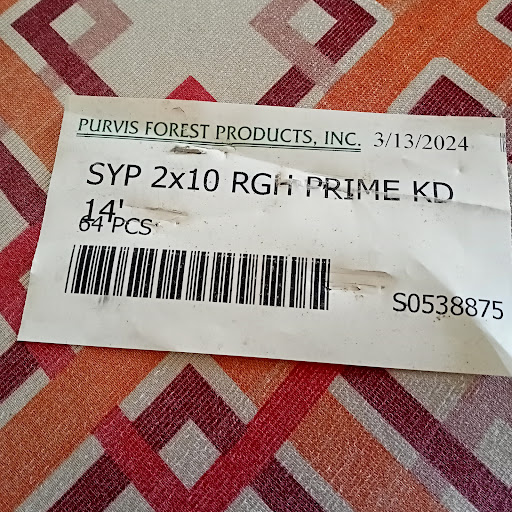 PURVIS FOREST PRODUCTS, INC. 3/13/2024
SYP 2x10 RGH PRIME KD
14'
64 PCS
S0538875